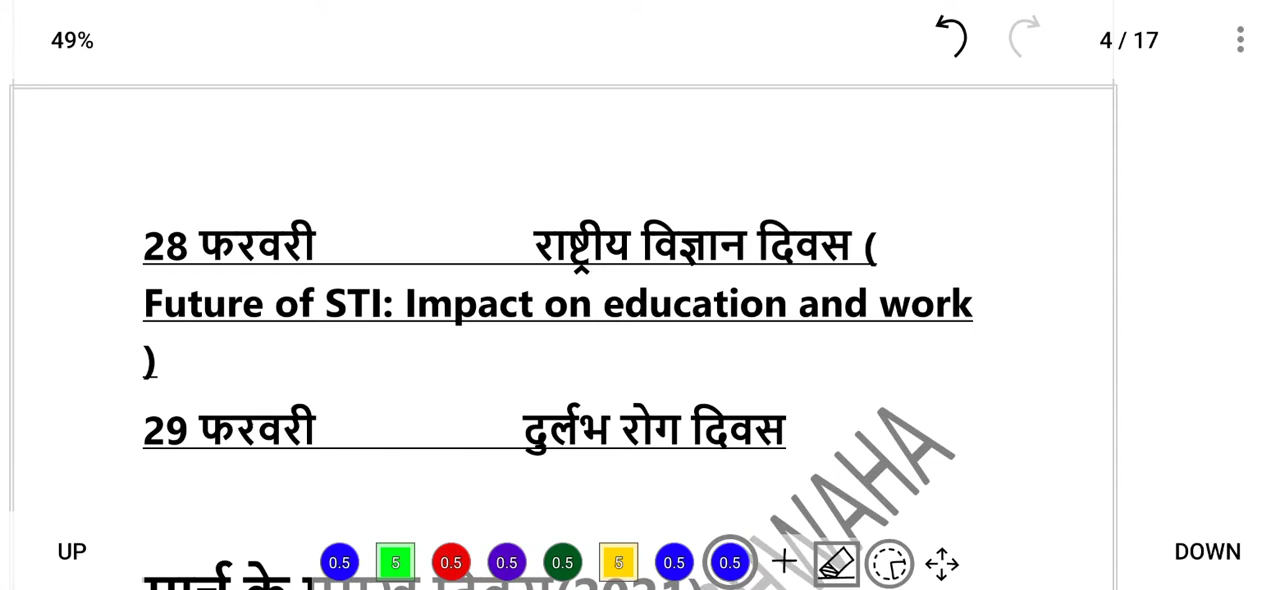 49%
4 / 17
28 फरवरी राष्ट्रीय विज्ञान दिवस (
Future of STI: Impact on education and work
)
29 फरवरी दुर्लभ रोग दिवस
WAHA
UP
0.5 5 0.5 0.5 0.5 5 0.5 0.5
DOWN
मार्च के